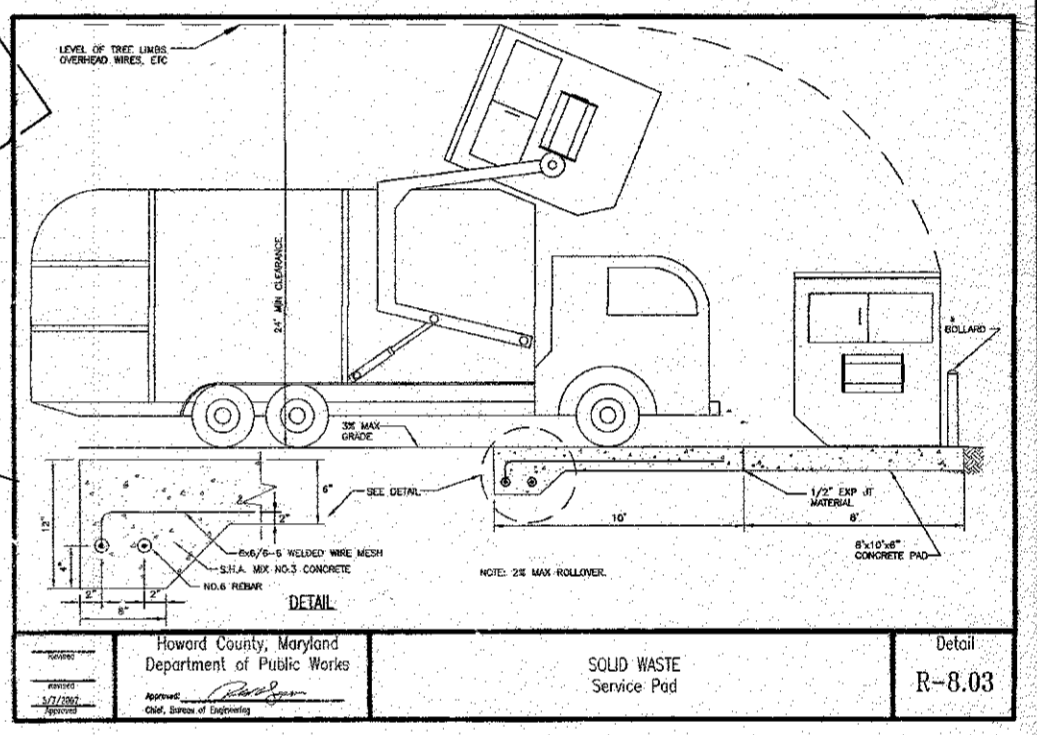 LEVEL OF TREE LIMBS,
OVERHEAD WIRES, ETC
24' MIN CLEARANCE
*
BOLLARD
3% MAX
GRADE
12"
4"
2"
2"
8"
6"
2"
SEE DETAIL
6x6/6-6 WELDED WIRE MESH
S.H.A. MIX NO.3 CONCRETE
NO.6 REBAR
DETAIL
10'
8'
1/2" EXP JT
MATERIAL
8'x10'x6"
CONCRETE PAD
NOTE: 2% MAX ROLLOVER.
Revised
Revised
5/7/2007
Approved
Howard County, Maryland
Department of Public Works
Approved:
Chief, Bureau of Engineering
SOLID WASTE
Service Pad
Detail
R-8.03